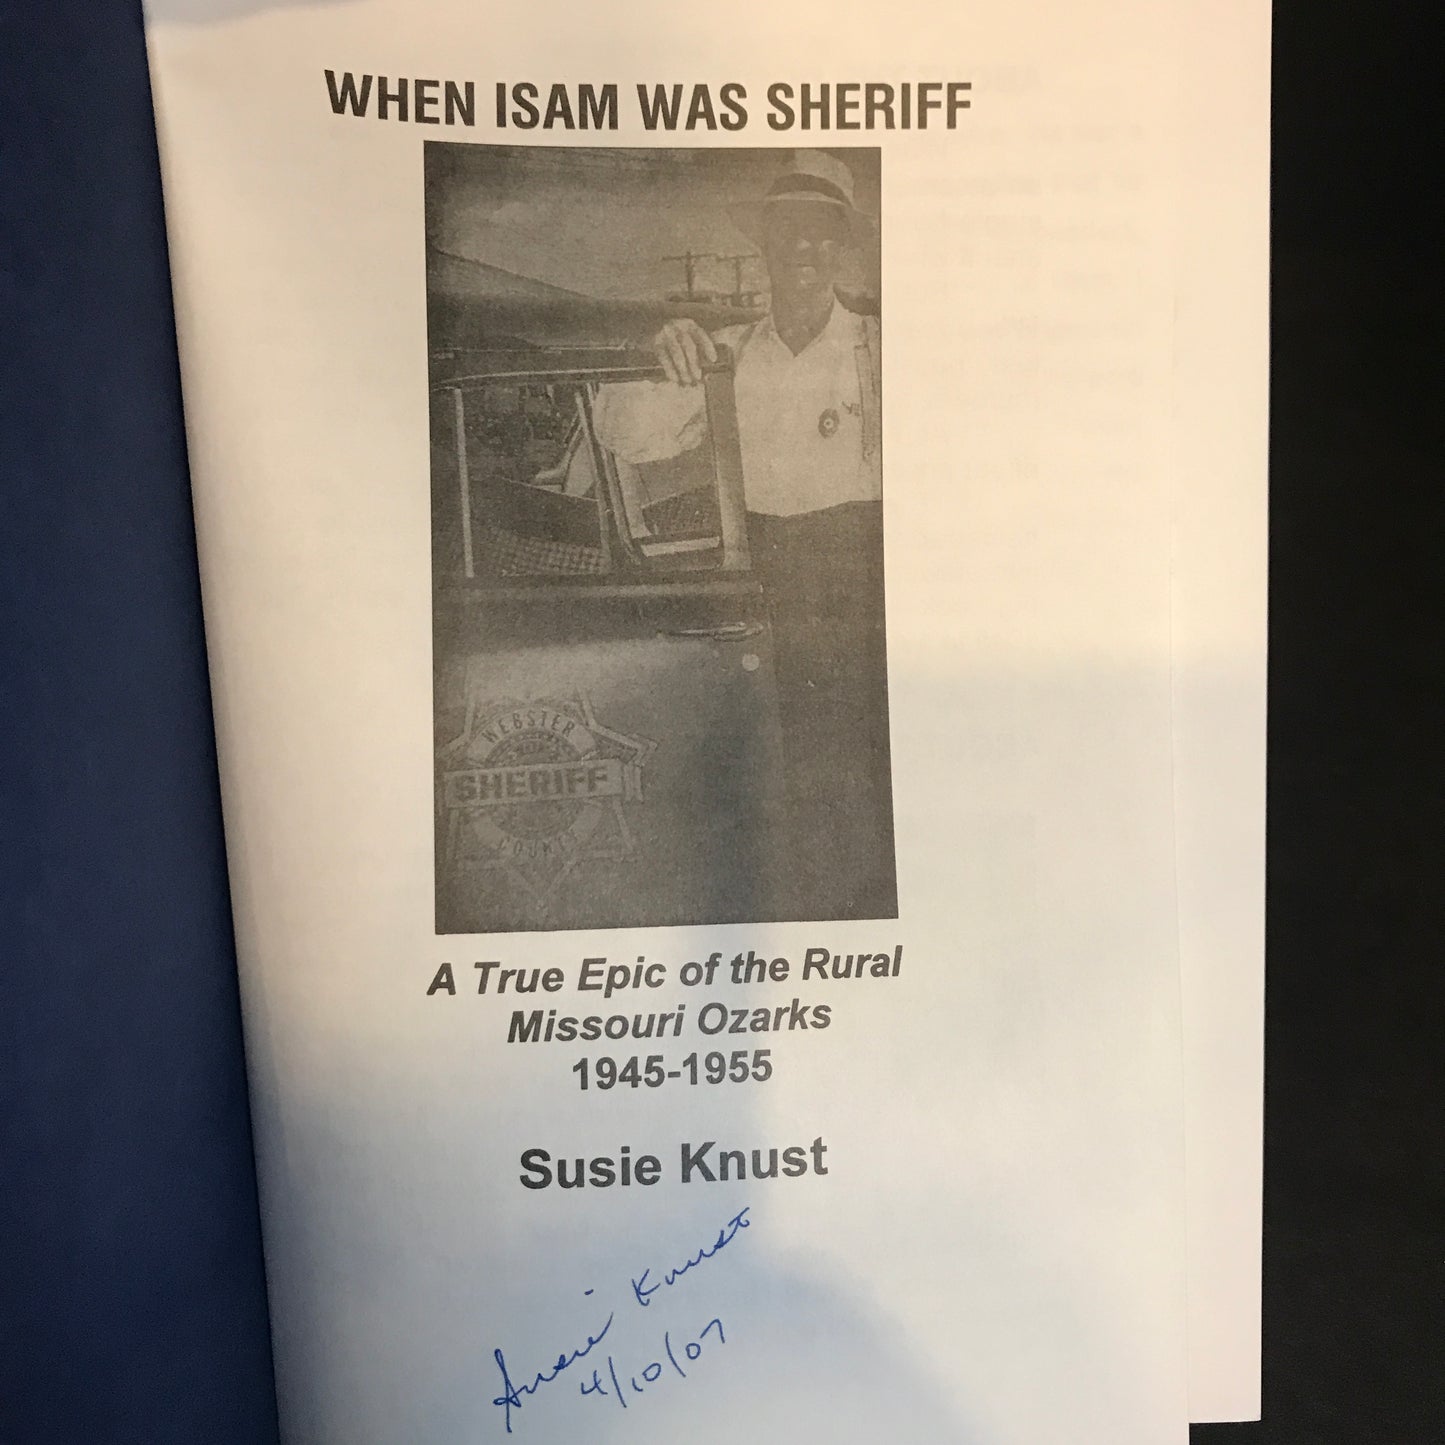 WHEN ISAM WAS SHERIFF
WEBSTER
SHERIFF
COUNTY
A True Epic of the Rural
Missouri Ozarks
1945-1955
Susie Knust
Susie Knust
4/10/07